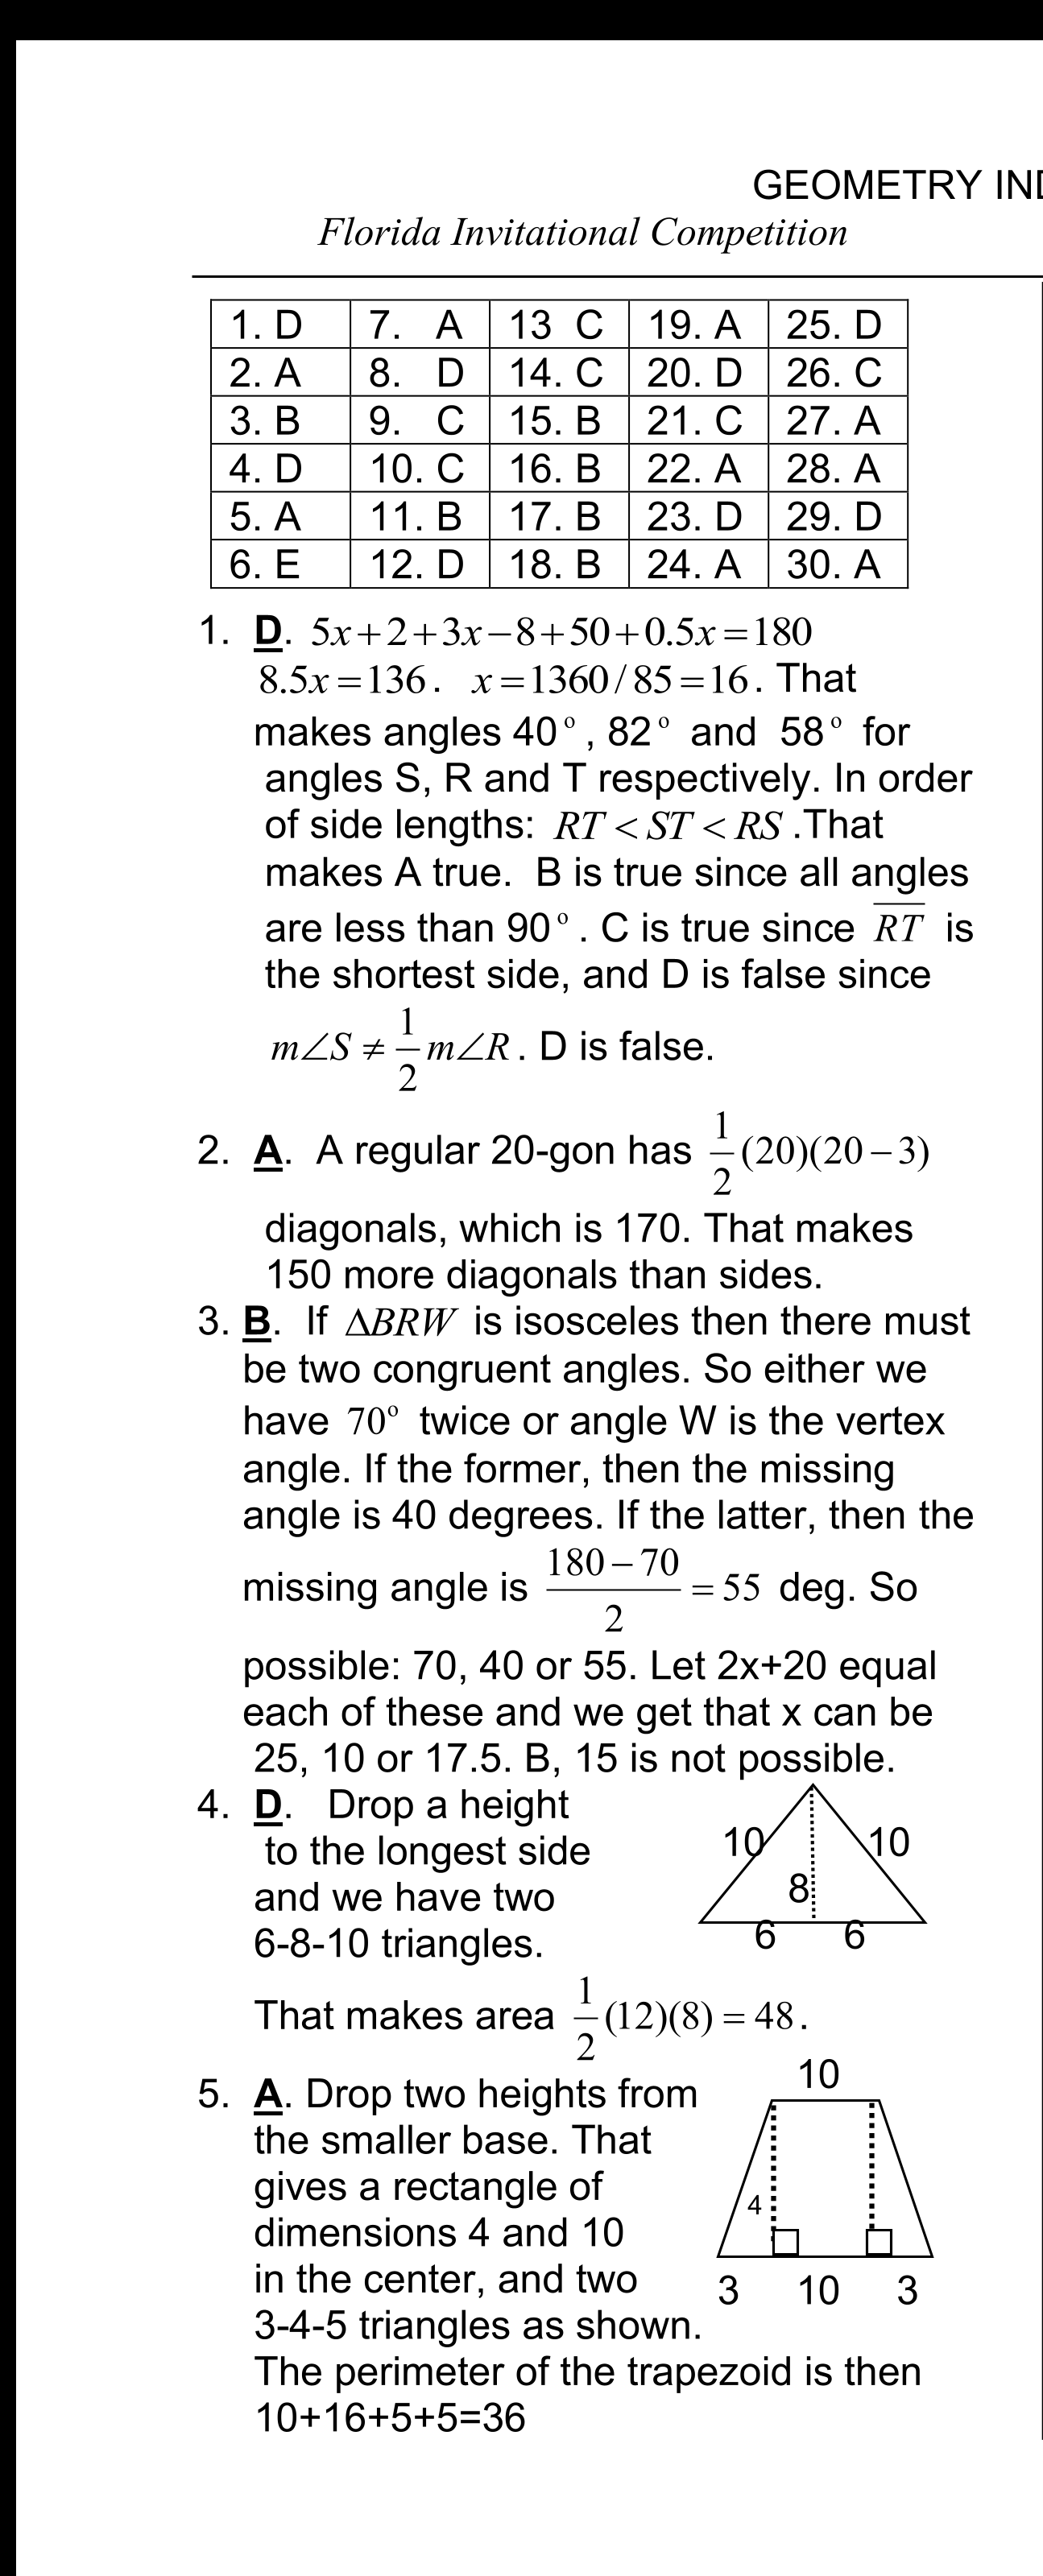 GEOMETRY IN
Florida Invitational Competition
1. D 7. A 13 C 19. A 25. D
2. A 8. D 14. C 20. D 26. C
3. B 9. C 15. B 21. C 27. A
4. D 10. C 16. B 22. A 28. A
5. A 11. B 17. B 23. D 29. D
6. E 12. D 18. B 24. A 30. A
1. D. 5x+2+3x−8+50+0.5x=180
8.5x=136. x=1360/85=16. That
makes angles 40°, 82° and 58° for
angles S, R and T respectively. In order
of side lengths: RT < ST < RS .That
makes A true. B is true since all angles
are less than 90°. C is true since R̅T̅ is
the shortest side, and D is false since
m∠S ≠ 1/2 m∠R. D is false.
2. A. A regular 20-gon has 1/2 (20)(20−3)
diagonals, which is 170. That makes
150 more diagonals than sides.
3. B. If ΔBRW is isosceles then there must
be two congruent angles. So either we
have 70° twice or angle W is the vertex
angle. If the former, then the missing
angle is 40 degrees. If the latter, then the
missing angle is (180−70)/2 = 55 deg. So
possible: 70, 40 or 55. Let 2x+20 equal
each of these and we get that x can be
25, 10 or 17.5. B, 15 is not possible.
4. D. Drop a height
to the longest side
and we have two
6-8-10 triangles.
10 10
8
6 6
That makes area 1/2 (12)(8) = 48.
5. A. Drop two heights from
the smaller base. That
gives a rectangle of
dimensions 4 and 10
in the center, and two
3-4-5 triangles as shown.
10
4
3 10 3
The perimeter of the trapezoid is then
10+16+5+5=36